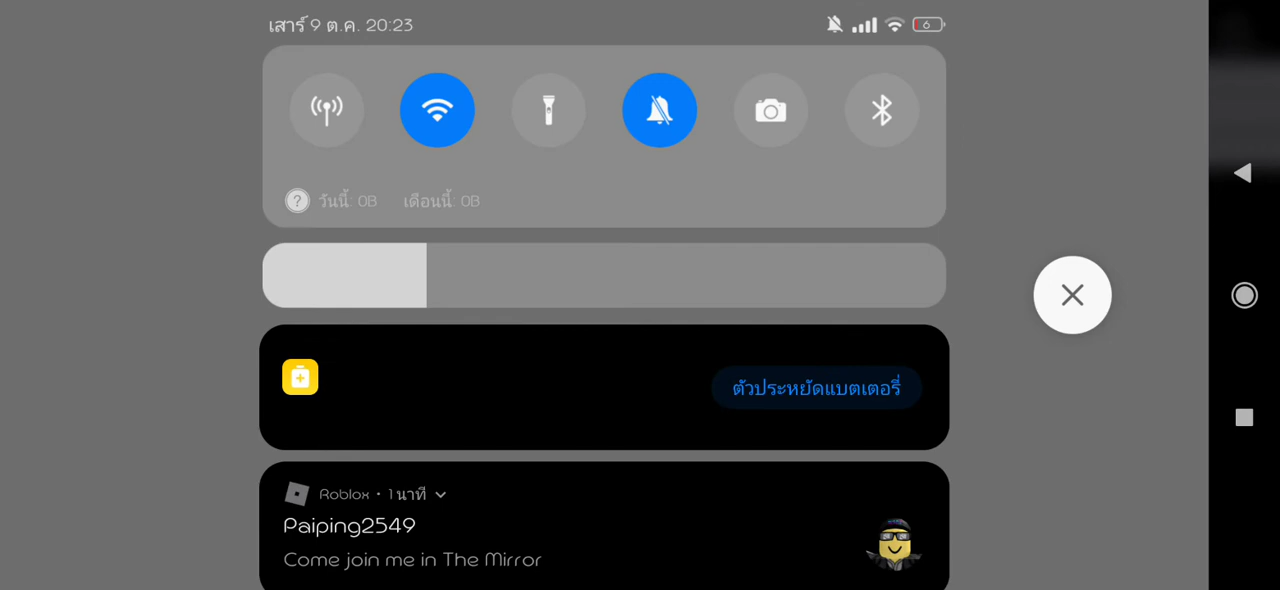 เสาร์ 9 ต.ค. 20:23
6
? วันนี้: 0B เดือนนี้: 0B
ตัวประหยัดแบตเตอรี่
Roblox • 1 นาที
Paiping2549
Come join me in The Mirror